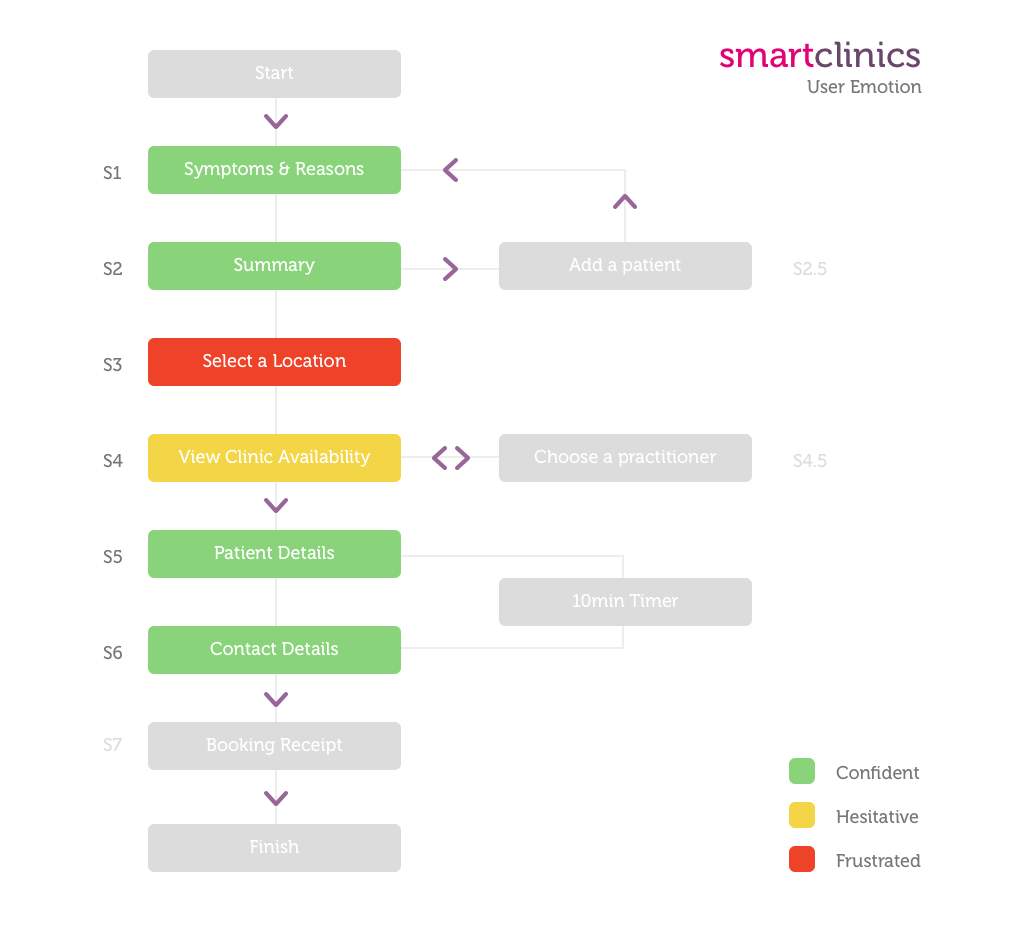 smartclinics
User Emotion
Start
S1
Symptoms & Reasons
S2
Summary
Add a patient
S2.5
S3
Select a Location
S4
View Clinic Availability
Choose a practitioner
S4.5
S5
Patient Details
10min Timer
S6
Contact Details
S7
Booking Receipt
Finish
Confident
Hesitative
Frustrated